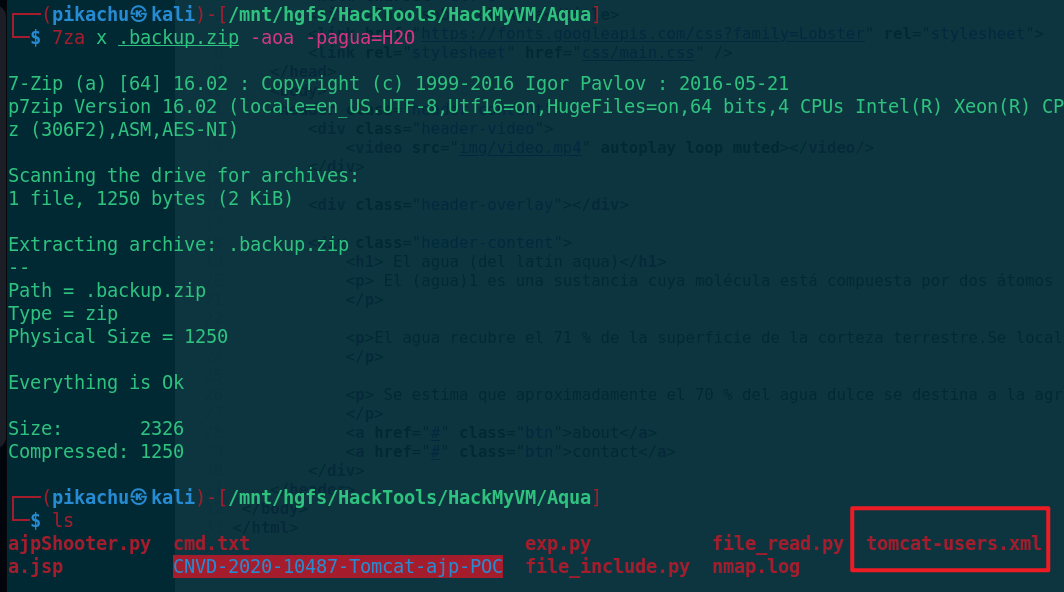 ┌──(pikachu㉿kali)-[/mnt/hgfs/HackTools/HackMyVM/Aqua]
└─$ 7za x .backup.zip -aoa -pagua=H2O
https://fonts.googleapis.com/css?family=Lobster" rel="stylesheet">
<link rel="stylesheet" href="css/main.css" />
7-Zip (a) [64] 16.02 : Copyright (c) 1999-2016 Igor Pavlov : 2016-05-21
p7zip Version 16.02 (locale=en_US.UTF-8,Utf16=on,HugeFiles=on,64 bits,4 CPUs Intel(R) Xeon(R) CP
z (306F2),ASM,AES-NI)
<div class="header-video">
<video src="img/video.mp4" autoplay loop muted></video/>
</div>
Scanning the drive for archives:
1 file, 1250 bytes (2 KiB)
<div class="header-overlay"></div>
Extracting archive: .backup.zip
class="header-content">
--
<h1> El agua (del latín aqua)</h1>
<p> El (agua)1 es una sustancia cuya molécula está compuesta por dos átomos
Path = .backup.zip
</p>
Type = zip
Physical Size = 1250
<p>El agua recubre el 71 % de la superficie de la corteza terrestre.Se local
</p>
Everything is Ok
<p> Se estima que aproximadamente el 70 % del agua dulce se destina a la agr
</p>
Size:       2326
<a href="#" class="btn">about</a>
Compressed: 1250
<a href="#" class="btn">contact</a>
</div>
┌──(pikachu㉿kali)-[/mnt/hgfs/HackTools/HackMyVM/Aqua]
└─$ ls
</html>
ajpShooter.py  cmd.txt                         exp.py           file_read.py  tomcat-users.xml
a.jsp          CNVD-2020-10487-Tomcat-ajp-POC  file_include.py  nmap.log